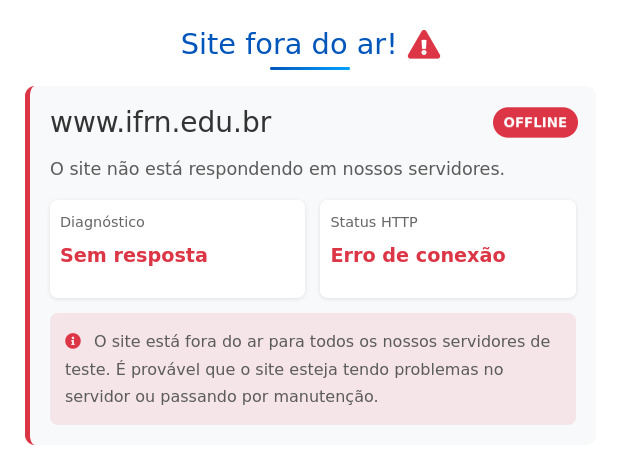 Site fora do ar!
www.ifrn.edu.br
OFFLINE
O site não está respondendo em nossos servidores.
Diagnóstico
Sem resposta
Status HTTP
Erro de conexão
O site está fora do ar para todos os nossos servidores de
teste. É provável que o site esteja tendo problemas no
servidor ou passando por manutenção.